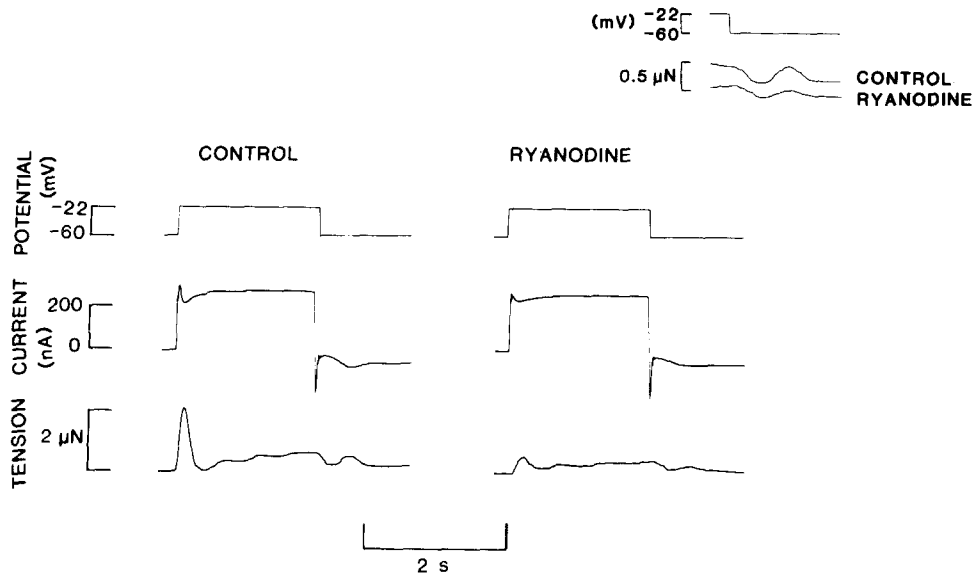 (mV) -22
-60
0.5 µN
CONTROL
RYANODINE
CONTROL
RYANODINE
POTENTIAL
(mV)
-22
-60
CURRENT
(nA)
200
0
TENSION
2 µN
2 s